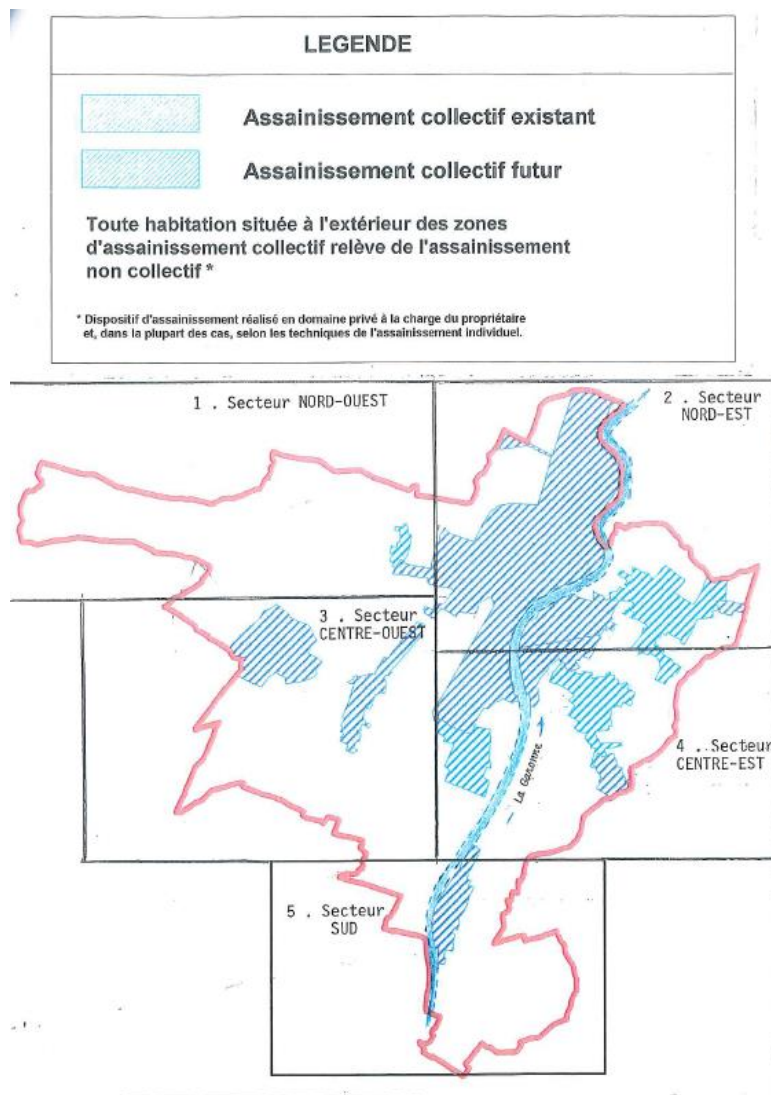 LEGENDE
Assainissement collectif existant
Assainissement collectif futur
Toute habitation située à l'extérieur des zones
d'assainissement collectif relève de l'assainissement
non collectif *
* Dispositif d'assainissement réalisé en domaine privé à la charge du propriétaire
et, dans la plupart des cas, selon les techniques de l'assainissement individuel.
1 . Secteur NORD-OUEST
2 . Secteur
NORD-EST
3 . Secteur
CENTRE-OUEST
4 . Secteur
CENTRE-EST
La Garonne
5 . Secteur
SUD